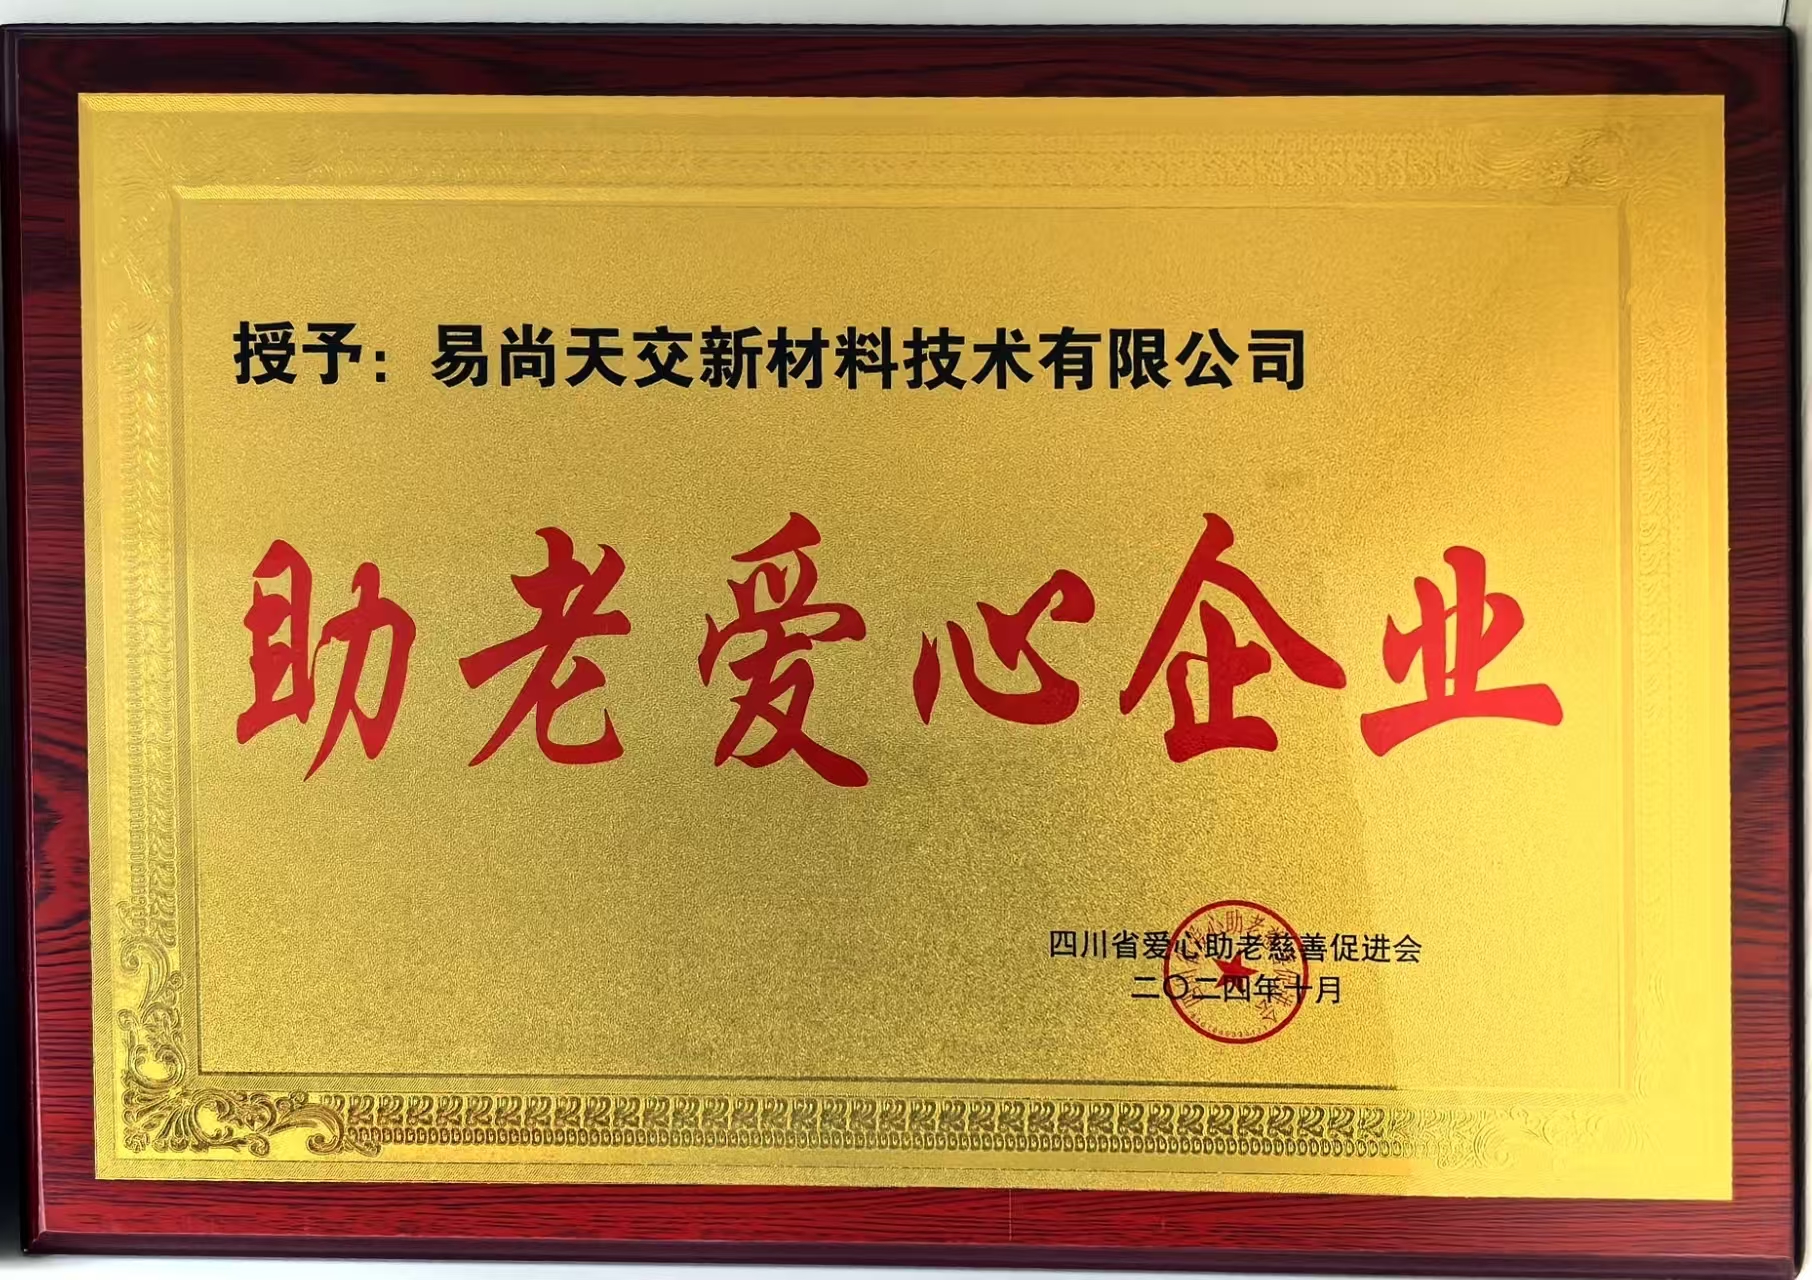 授予：易尚天交新材料技术有限公司
助老爱心企业
四川省爱心助老慈善促进会
二〇二四年十月